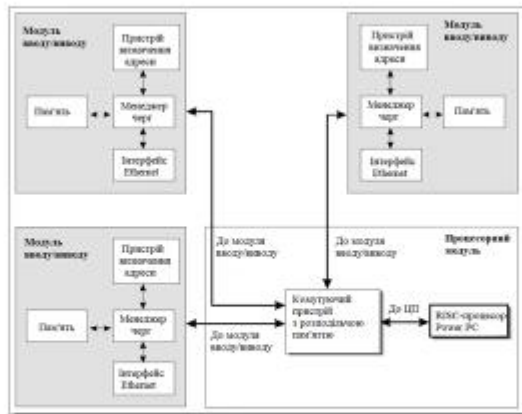 Модуль
вводу/виводу
Пристрій
визначення
адреси
Пам'ять
Менеджер
черг
Інтерфейс
Ethernet
Модуль
вводу/виводу
Пристрій
визначення
адреси
Менеджер
черг
Пам'ять
Інтерфейс
Ethernet
Модуль
вводу/виводу
Пристрій
визначення
адреси
Пам'ять
Менеджер
черг
Інтерфейс
Ethernet
До модуля
вводу/виводу
До модуля
вводу/виводу
До модуля
вводу/виводу
Процесорний
модуль
Комутуючий
пристрій
з розподільчою
пам'яттю
До ЦП
RISC-процесор
Power PC